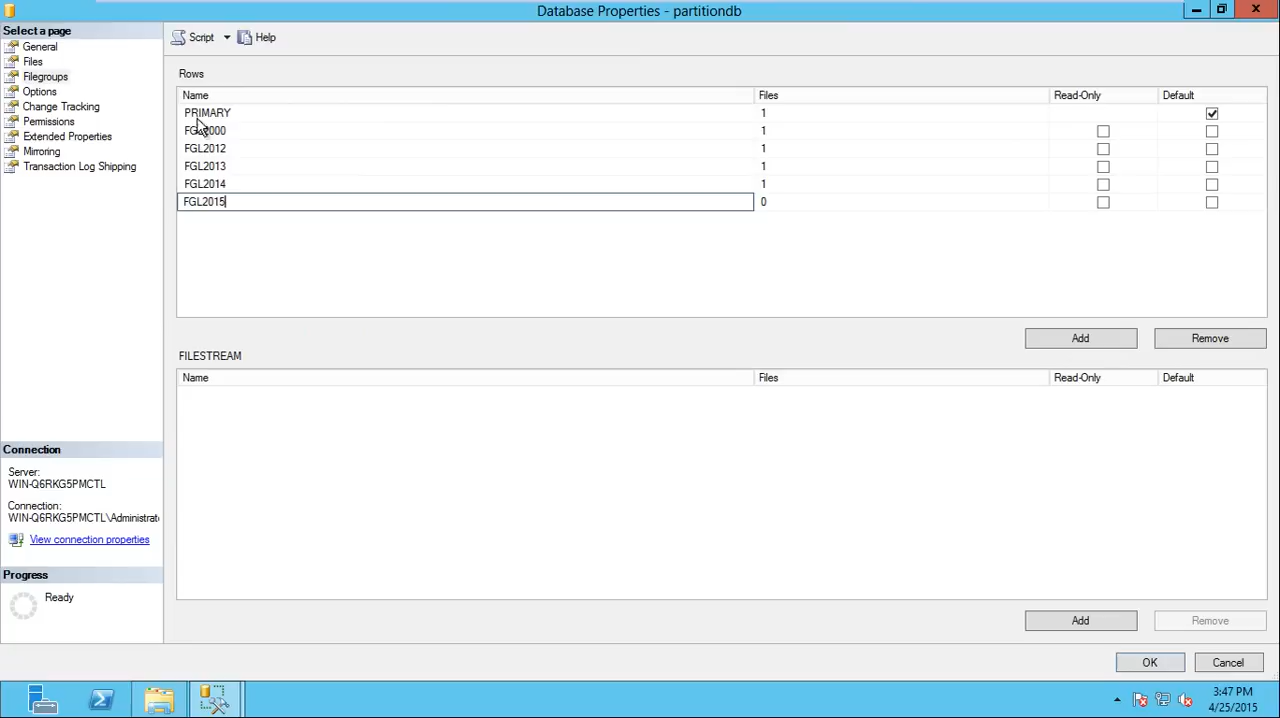 Database Properties - partitiondb
Select a page
General
Files
Filegroups
Options
Change Tracking
Permissions
Extended Properties
Mirroring
Transaction Log Shipping
Connection
Server:
WIN-Q6RKG5PMCTL
Connection:
WIN-Q6RKG5PMCTL\Administrat
View connection properties
Progress
Ready
Script Help
Rows
Name Files Read-Only Default
PRIMARY 1
FGL2000 1
FGL2012 1
FGL2013 1
FGL2014 1
FGL2015 0
Add Remove
FILESTREAM
Name Files Read-Only Default
Add Remove
OK Cancel
3:47 PM
4/25/2015